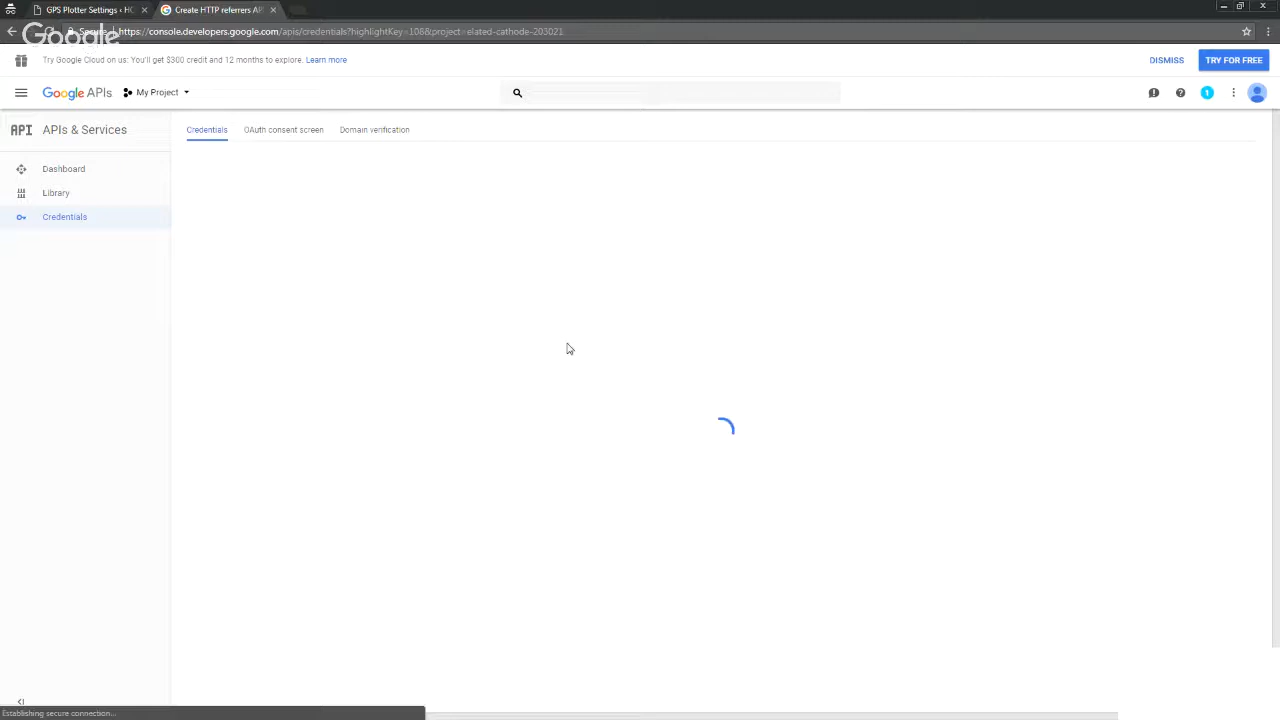 GPS Plotter Settings ‹ HC
Create HTTP referrers AP
Google
Secure
https://console.developers.google.com/apis/credentials?highlightKey=108&project=elated-cathode-203021
Try Google Cloud on us: You'll get $300 credit and 12 months to explore. Learn more
DISMISS
TRY FOR FREE
Google APIs
My Project
1
API APIs & Services
Credentials
OAuth consent screen
Domain verification
Dashboard
Library
Credentials
Establishing secure connection...